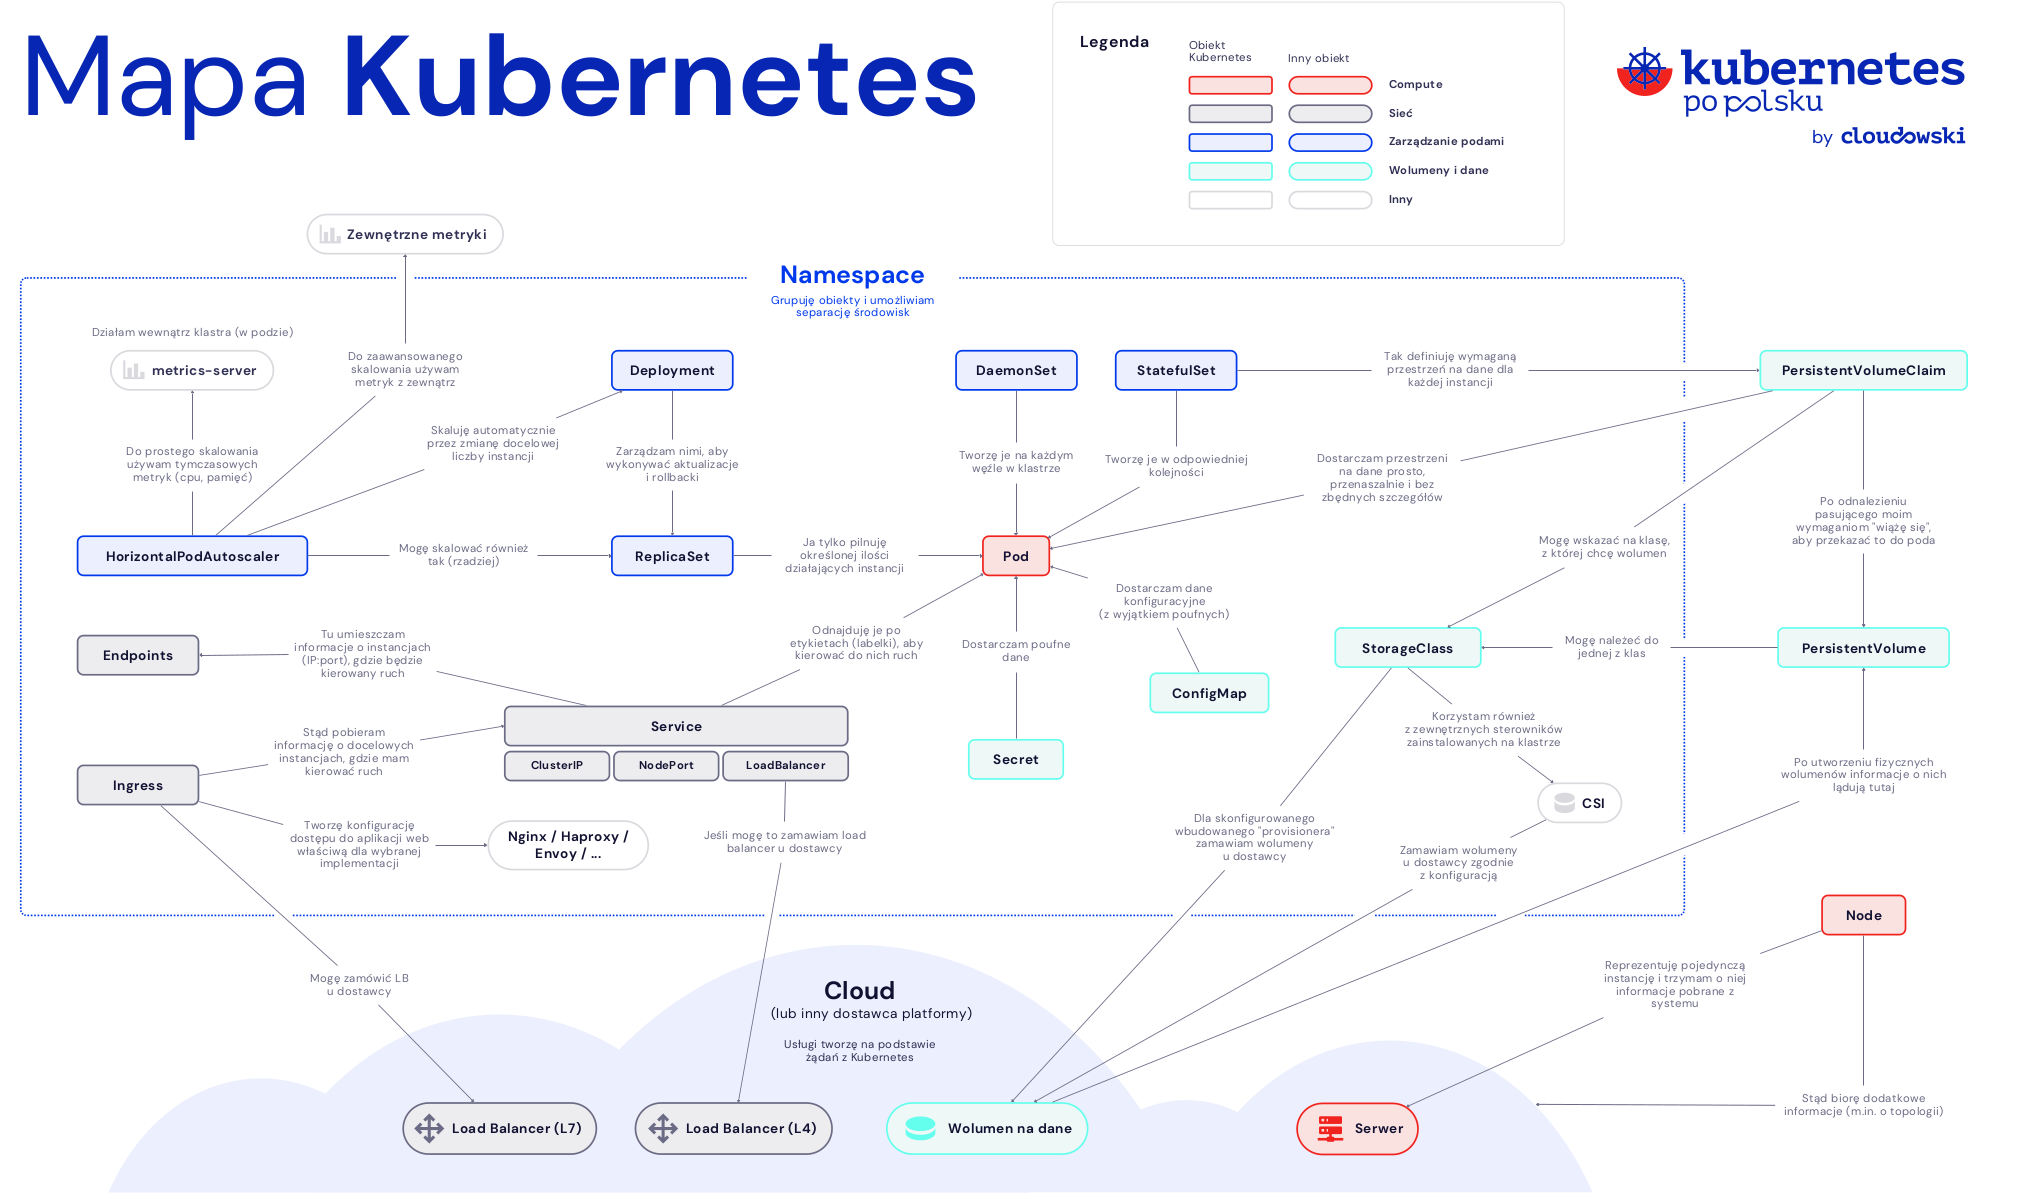 Mapa Kubernetes
Legenda
Obiekt
Kubernetes
Inny obiekt
Compute
Sieć
Zarządzanie podami
Wolumeny i dane
Inny
kubernetes
po polsku
by cloudowski
Zewnętrzne metryki
Namespace
Grupuję obiekty i umożliwiam
separację środowisk
Działam wewnątrz klastra (w podzie)
metrics-server
Do zaawansowanego
skalowania używam
metryk z zewnątrz
Deployment
DaemonSet
StatefulSet
Tak definiuję wymaganą
przestrzeń na dane dla
każdej instancji
PersistentVolumeClaim
Do prostego skalowania
używam tymczasowych
metryk (cpu, pamięć)
Skaluję automatycznie
przez zmianę docelowej
liczby instancji
Zarządzam nimi, aby
wykonywać aktualizacje
i rollbacki
Tworzę je na każdym
węźle w klastrze
Tworzę je w odpowiedniej
kolejności
Dostarczam przestrzeni
na dane prosto,
przenaszalnie i bez
zbędnych szczegółów
Po odnalezieniu
pasującego moim
wymaganiom "wiążę się",
aby przekazać to do poda
HorizontalPodAutoscaler
Mogę skalować również
tak (rzadziej)
ReplicaSet
Ja tylko pilnuję
określonej ilości
działających instancji
Pod
Mogę wskazać na klasę,
z której chcę wolumen
Dostarczam dane
konfiguracyjne
(z wyjątkiem poufnych)
Endpoints
Tu umieszczam
informacje o instancjach
(IP:port), gdzie będzie
kierowany ruch
Odnajduję je po
etykietach (labelki), aby
kierować do nich ruch
Dostarczam poufne
dane
StorageClass
Mogę należeć do
jednej z klas
PersistentVolume
ConfigMap
Service
ClusterIP
NodePort
LoadBalancer
Stąd pobieram
informację o docelowych
instancjach, gdzie mam
kierować ruch
Secret
Korzystam również
z zewnętrznych sterowników
zainstalowanych na klastrze
Ingress
CSI
Po utworzeniu fizycznych
wolumenów informacje o nich
lądują tutaj
Tworzę konfigurację
dostępu do aplikacji web
właściwą dla wybranej
implementacji
Nginx / Haproxy /
Envoy / ...
Jeśli mogę to zamawiam load
balancer u dostawcy
Dla skonfigurowanego
wbudowanego "provisionera"
zamawiam wolumeny
u dostawcy
Zamawiam wolumeny
u dostawcy zgodnie
z konfiguracją
Node
Mogę zamówić LB
u dostawcy
Cloud
(lub inny dostawca platformy)
Usługi tworzę na podstawie
żądań z Kubernetes
Reprezentuję pojedynczą
instancję i trzymam o niej
informacje pobrane z
systemu
Stąd biorę dodatkowe
informacje (m.in. o topologii)
Load Balancer (L7)
Load Balancer (L4)
Wolumen na dane
Serwer